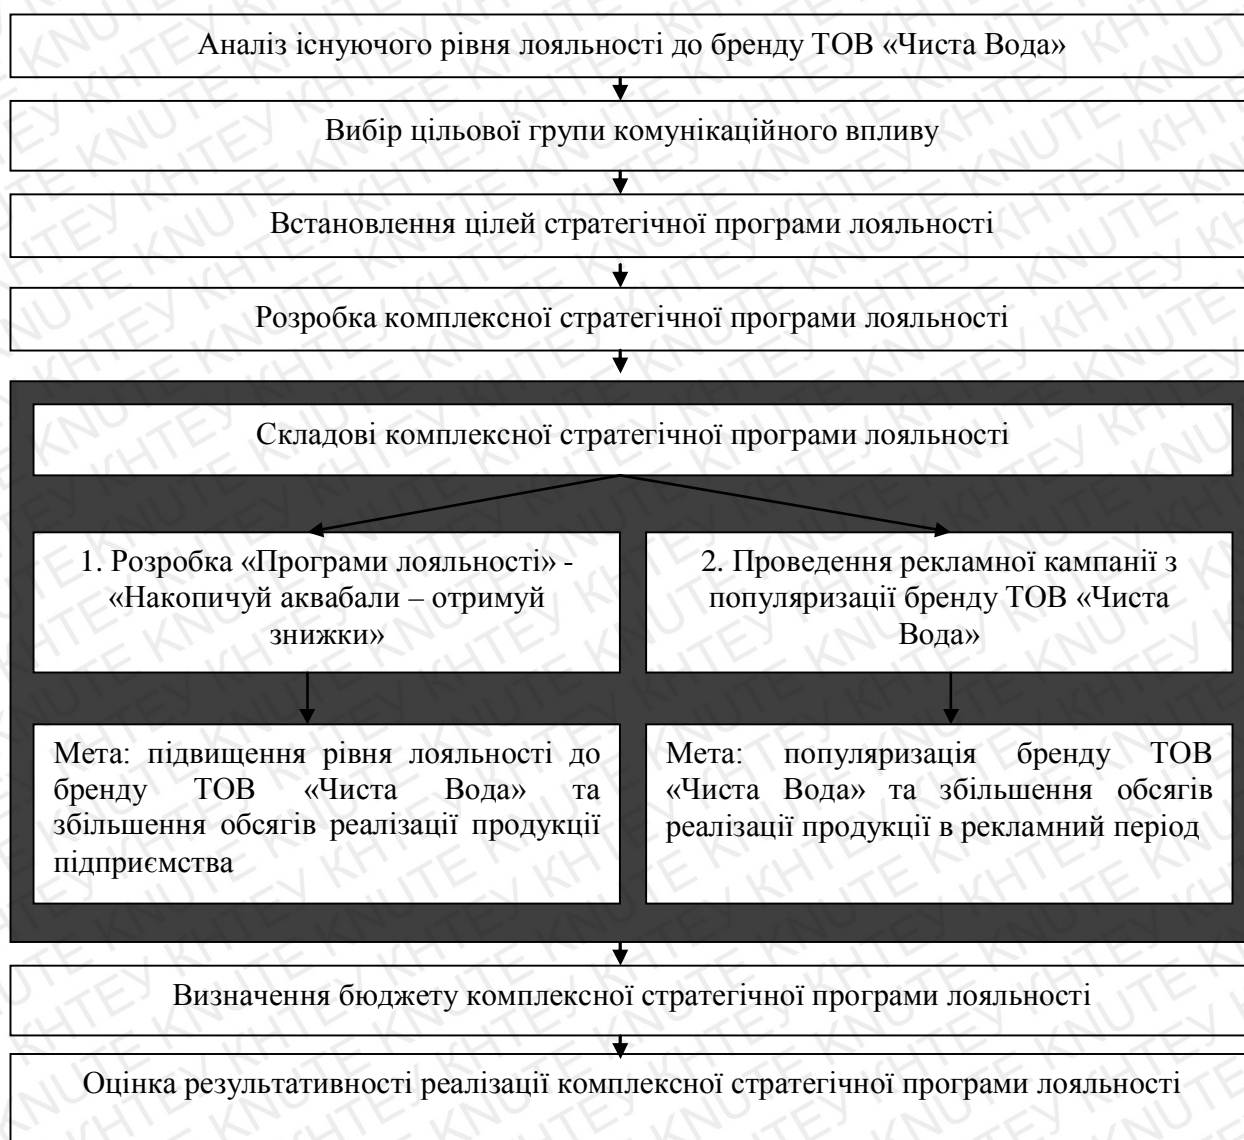 Аналіз існуючого рівня лояльності до бренду ТОВ «Чиста Вода»
Вибір цільової групи комунікаційного впливу
Встановлення цілей стратегічної програми лояльності
Розробка комплексної стратегічної програми лояльності
Складові комплексної стратегічної програми лояльності
1. Розробка «Програми лояльності» -
«Накопичуй аквабали – отримуй
знижки»
2. Проведення рекламної кампанії з
популяризації бренду ТОВ «Чиста
Вода»
Мета: підвищення рівня лояльності до
бренду ТОВ «Чиста Вода» та
збільшення обсягів реалізації продукції
підприємства
Мета: популяризація бренду ТОВ
«Чиста Вода» та збільшення обсягів
реалізації продукції в рекламний період
Визначення бюджету комплексної стратегічної програми лояльності
Оцінка результативності реалізації комплексної стратегічної програми лояльності